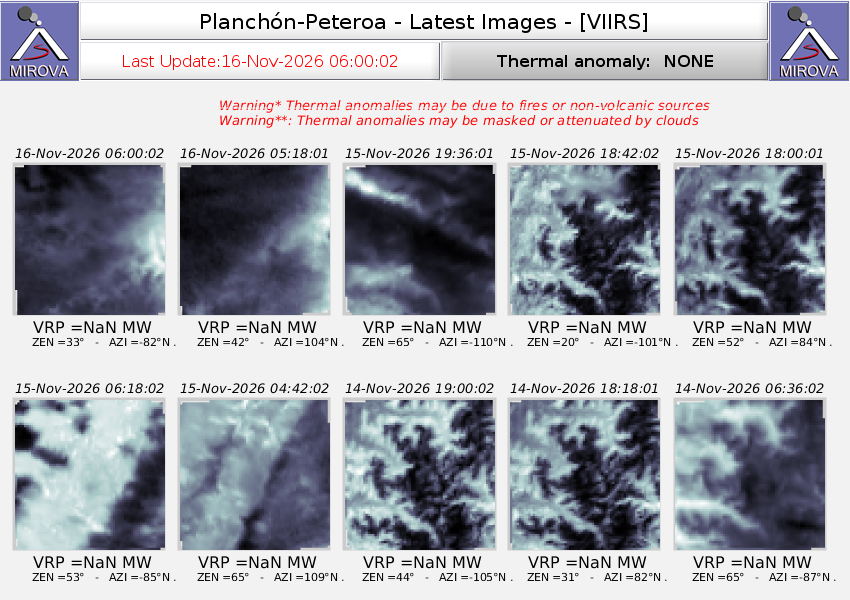 Planchón-Peteroa - Latest Images - [VIIRS]
MIROVA
Last Update:16-Nov-2026 06:00:02
Thermal anomaly: NONE
MIROVA
Warning* Thermal anomalies may be due to fires or non-volcanic sources
Warning**: Thermal anomalies may be masked or attenuated by clouds
16-Nov-2026 06:00:02
16-Nov-2026 05:18:01
15-Nov-2026 19:36:01
15-Nov-2026 18:42:02
15-Nov-2026 18:00:01
VRP =NaN MW
VRP =NaN MW
VRP =NaN MW
VRP =NaN MW
VRP =NaN MW
ZEN =33° - AZI =-82°N .
ZEN =42° - AZI =104°N .
ZEN =65° - AZI =-110°N .
ZEN =20° - AZI =-101°N .
ZEN =52° - AZI =84°N .
15-Nov-2026 06:18:02
15-Nov-2026 04:42:02
14-Nov-2026 19:00:02
14-Nov-2026 18:18:01
14-Nov-2026 06:36:02
VRP =NaN MW
VRP =NaN MW
VRP =NaN MW
VRP =NaN MW
VRP =NaN MW
ZEN =53° - AZI =-85°N .
ZEN =65° - AZI =109°N .
ZEN =44° - AZI =-105°N .
ZEN =31° - AZI =82°N .
ZEN =65° - AZI =-87°N .